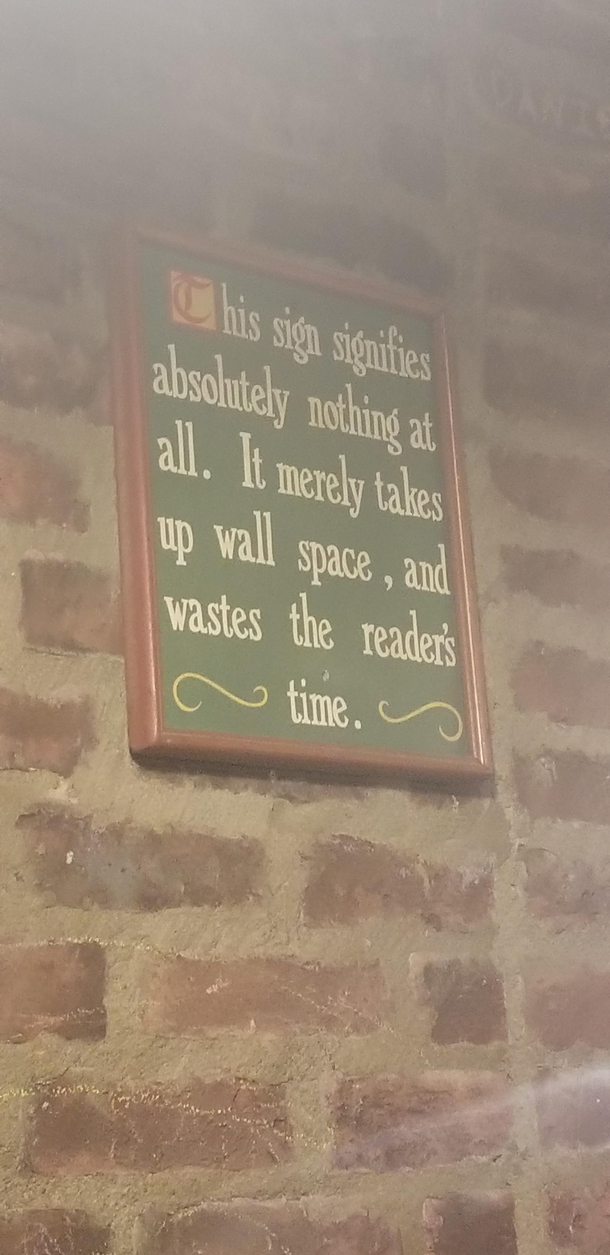 This sign signifies
absolutely nothing at
all. It merely takes
up wall space, and
wastes the reader's
time.